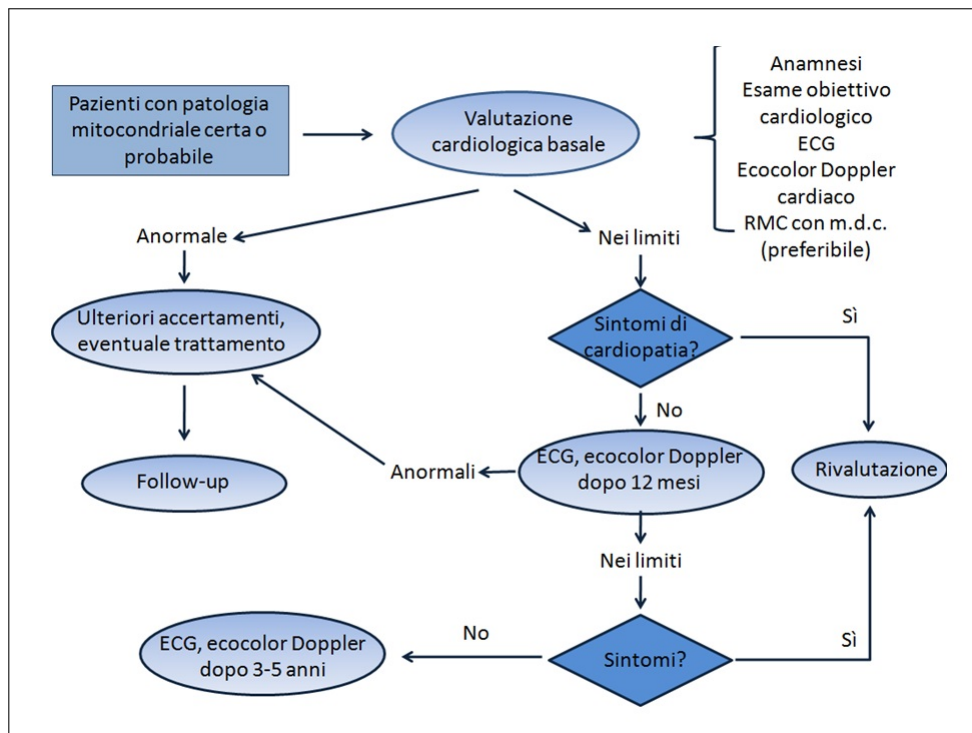 Pazienti con patologia
mitocondriale certa o
probabile
Valutazione
cardiologica basale
Anamnesi
Esame obiettivo
cardiologico
ECG
Ecocolor Doppler
cardiaco
RMC con m.d.c.
(preferibile)
Anormale
Nei limiti
Ulteriori accertamenti,
eventuale trattamento
Sintomi di
cardiopatia?
Sì
No
Follow-up
Anormali
ECG, ecocolor Doppler
dopo 12 mesi
Rivalutazione
Nei limiti
ECG, ecocolor Doppler
dopo 3-5 anni
No
Sintomi?
Sì